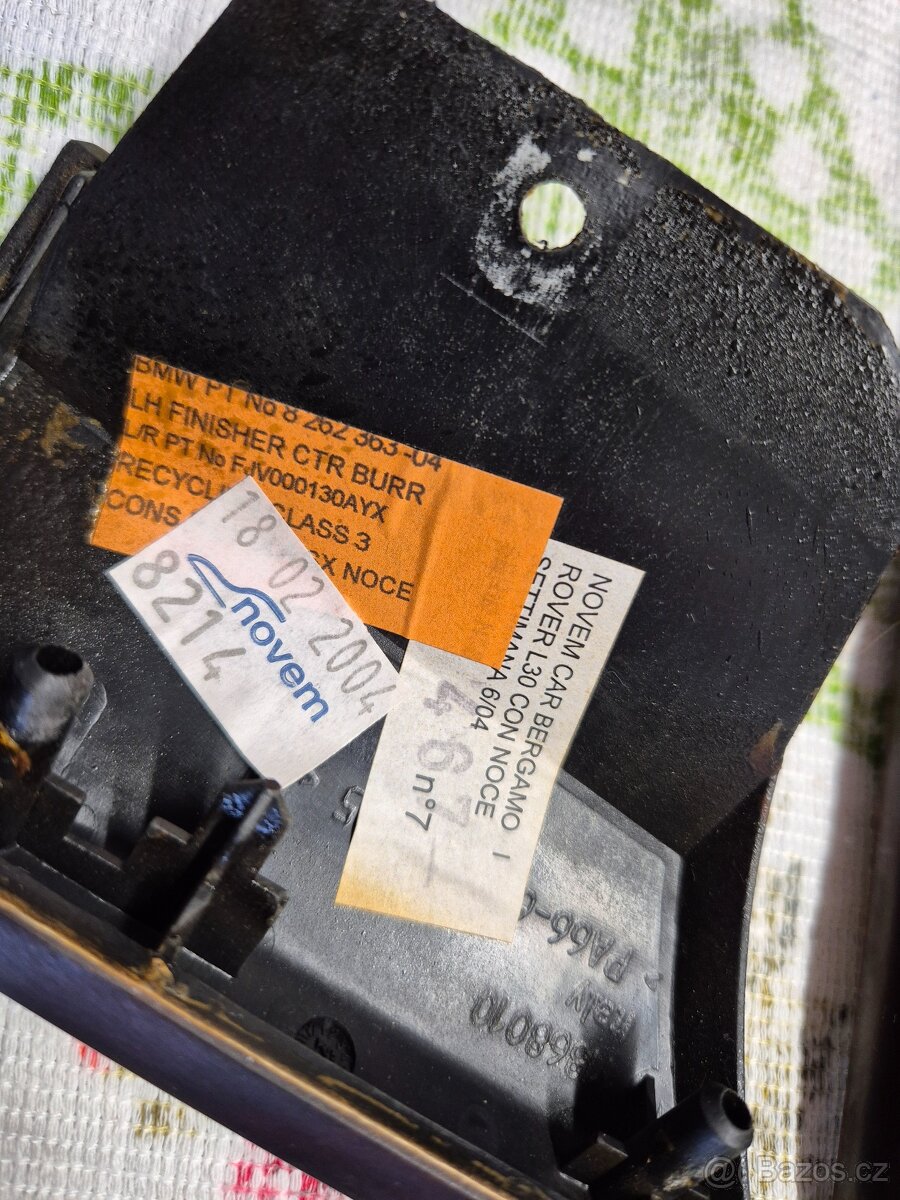 BMW PT No 8 262 363-04
LH FINISHER CTR BURR
L/R PT No FJV000130AYX
RECYCL CLASS 3
CONS NOCE
18 02 2004
novem
8214
NOVEM CAR BERGAMO I
ROVER L30 CON NOCE
SETTIMANA 6/04
n°7
PA66-
Italy
868010
@ Bazos.cz